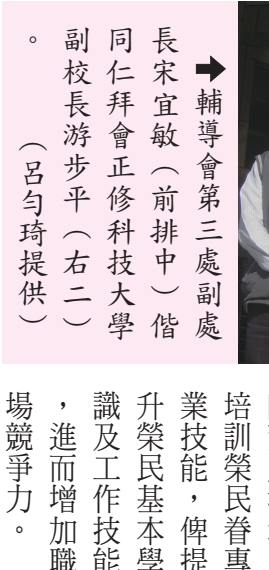 ➡輔導會第三處副處
長宋宜敏（前排中）偕
同仁拜會正修科技大學
副校長游步平（右二）
。（呂勻琦提供）
培訓榮民眷專
業技能，俾提
升榮民基本學
識及工作技能
，進而增加職
場競爭力。